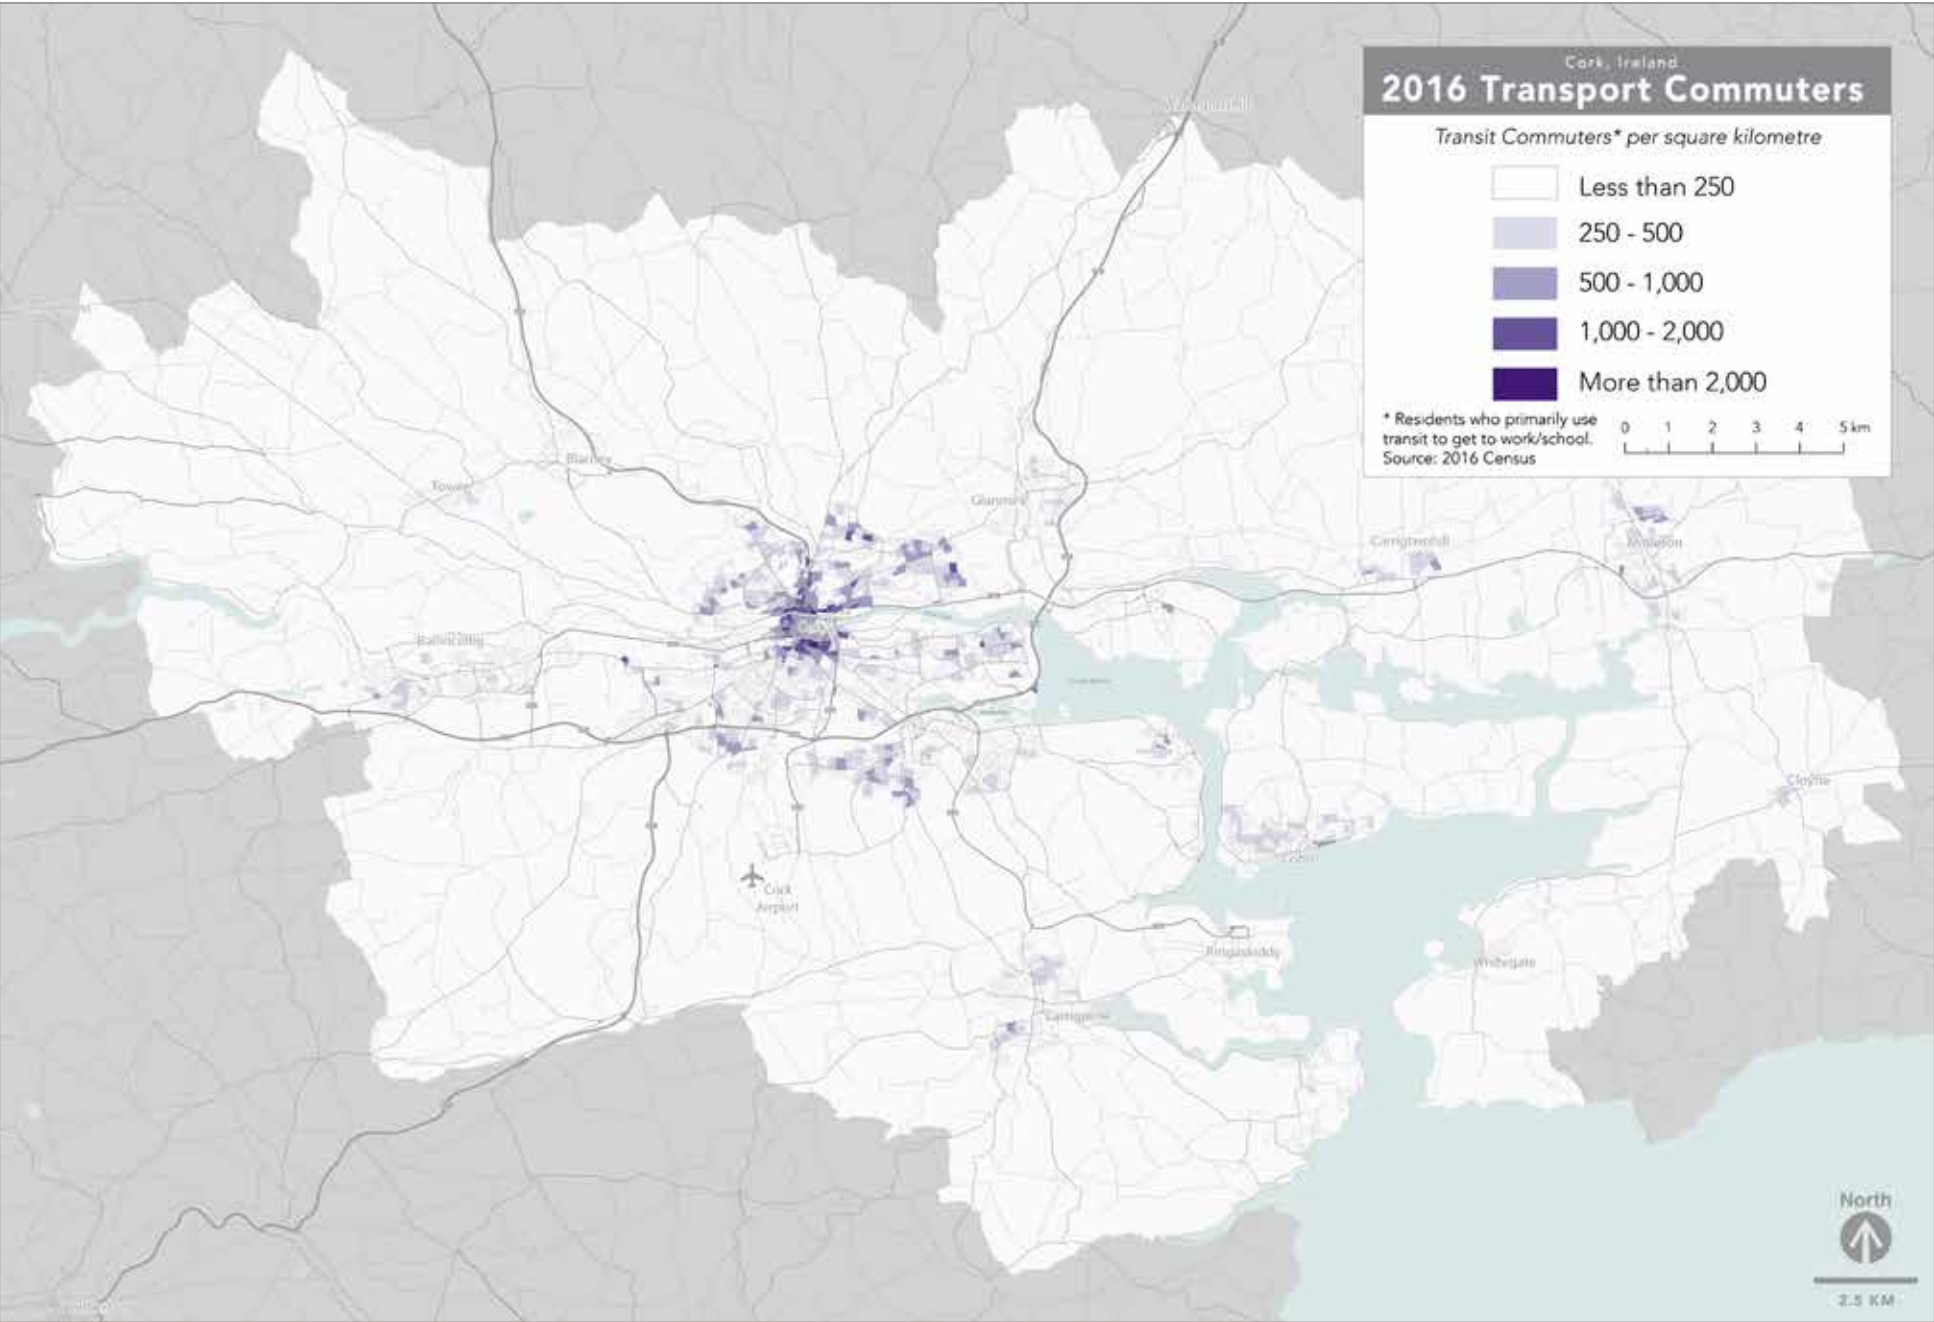 Cork, Ireland
2016 Transport Commuters
Transit Commuters* per square kilometre
Less than 250
250 - 500
500 - 1,000
1,000 - 2,000
More than 2,000
* Residents who primarily use
transit to get to work/school.
Source: 2016 Census
0 1 2 3 4 5 km
Watergrasshill
Blarney
Tower
Glanmire
Carrigtwohill
Midleton
Ballincollig
Cloyne
Cobh
Cork
Airport
Ringaskiddy
Whitegate
Carrigaline
North
2.5 KM